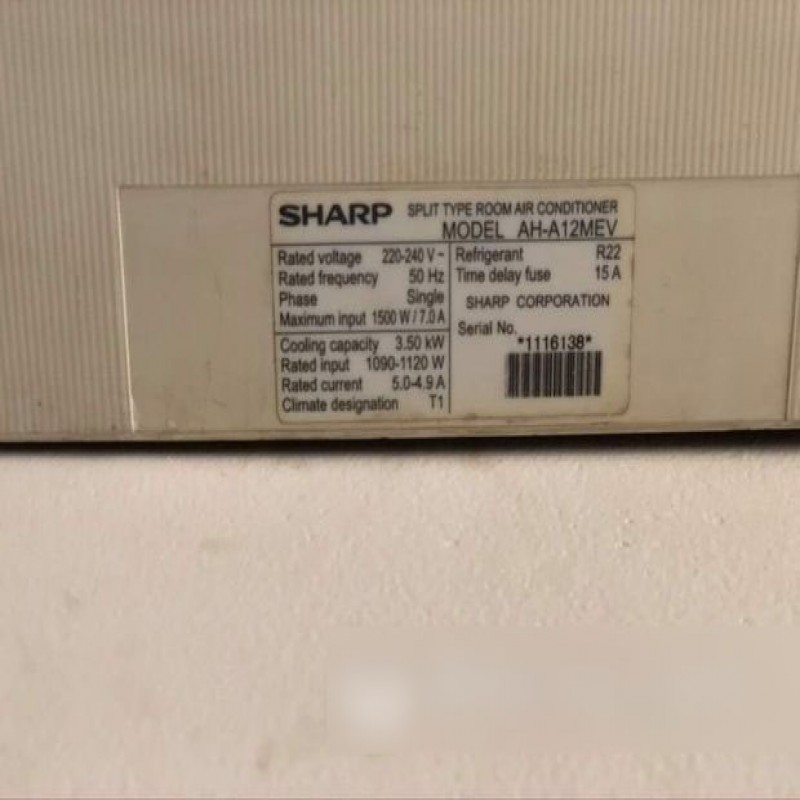 SHARP SPLIT TYPE ROOM AIR CONDITIONER
MODEL AH-A12MEV
Rated voltage 220-240 V~
Rated frequency 50 Hz
Phase Single
Maximum input 1500 W / 7.0 A
Cooling capacity 3.50 kW
Rated input 1090-1120 W
Rated current 5.0-4.9 A
Climate designation T1
Refrigerant R22
Time delay fuse 15 A
SHARP CORPORATION
Serial No.
*1116138*